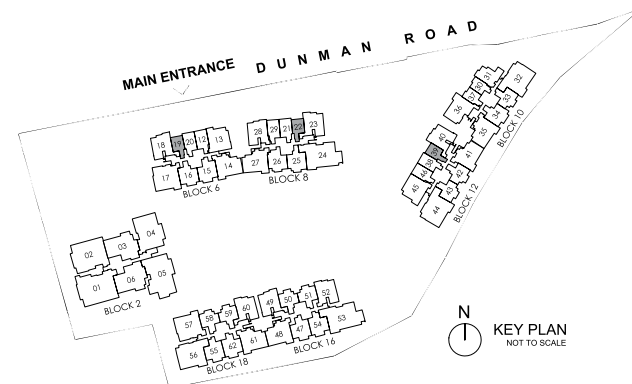 DUNMAN ROAD
MAIN ENTRANCE
18 19 20 12 13
17 16 15 14
BLOCK 6
28 29 21 22 23
27 26 25 24
BLOCK 8
31
30
37
36
32
33
34
35
BLOCK 10
40
39
38
46
45
41
42
43
44
BLOCK 12
04
03
02
01
06
05
BLOCK 2
57 58 59 60
56 55 62 61
BLOCK 18
49 50 51 52
48 47 54 53
BLOCK 16
N
KEY PLAN
NOT TO SCALE